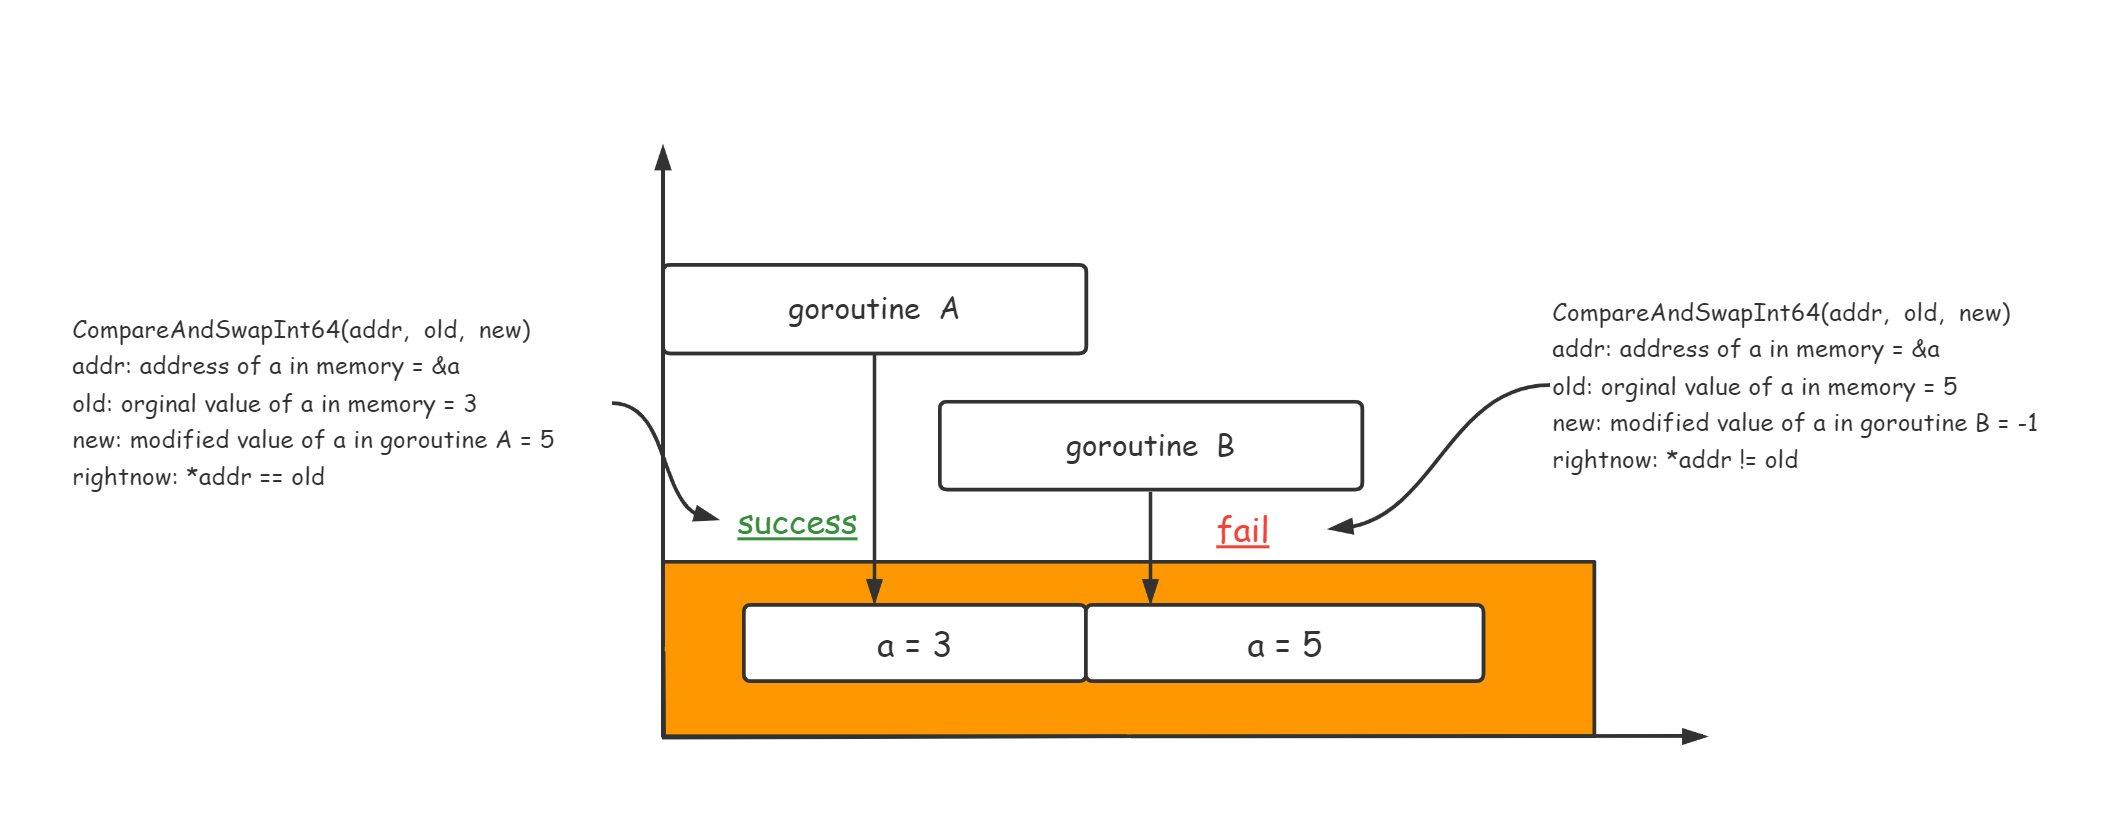 CompareAndSwapInt64(addr, old, new)
addr: address of a in memory = &a
old: orginal value of a in memory = 3
new: modified value of a in goroutine A = 5
rightnow: *addr == old
goroutine A
goroutine B
success
fail
a = 3
a = 5
CompareAndSwapInt64(addr, old, new)
addr: address of a in memory = &a
old: orginal value of a in memory = 5
new: modified value of a in goroutine B = -1
rightnow: *addr != old